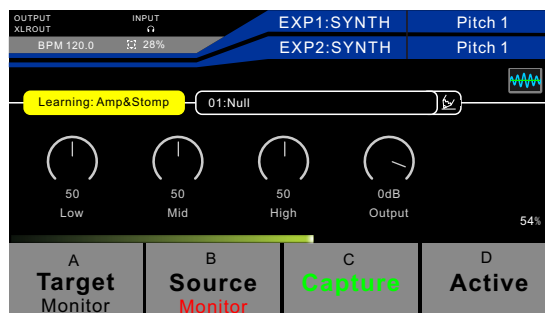 OUTPUT INPUT EXP1:SYNTH Pitch 1
XLROUT
BPM 120.0 28% EXP2:SYNTH Pitch 1
Learning: Amp&Stomp 01:Null
50 50 50 0dB
Low Mid High Output
54%
A B C D
Target Source Capture Active
Monitor Monitor